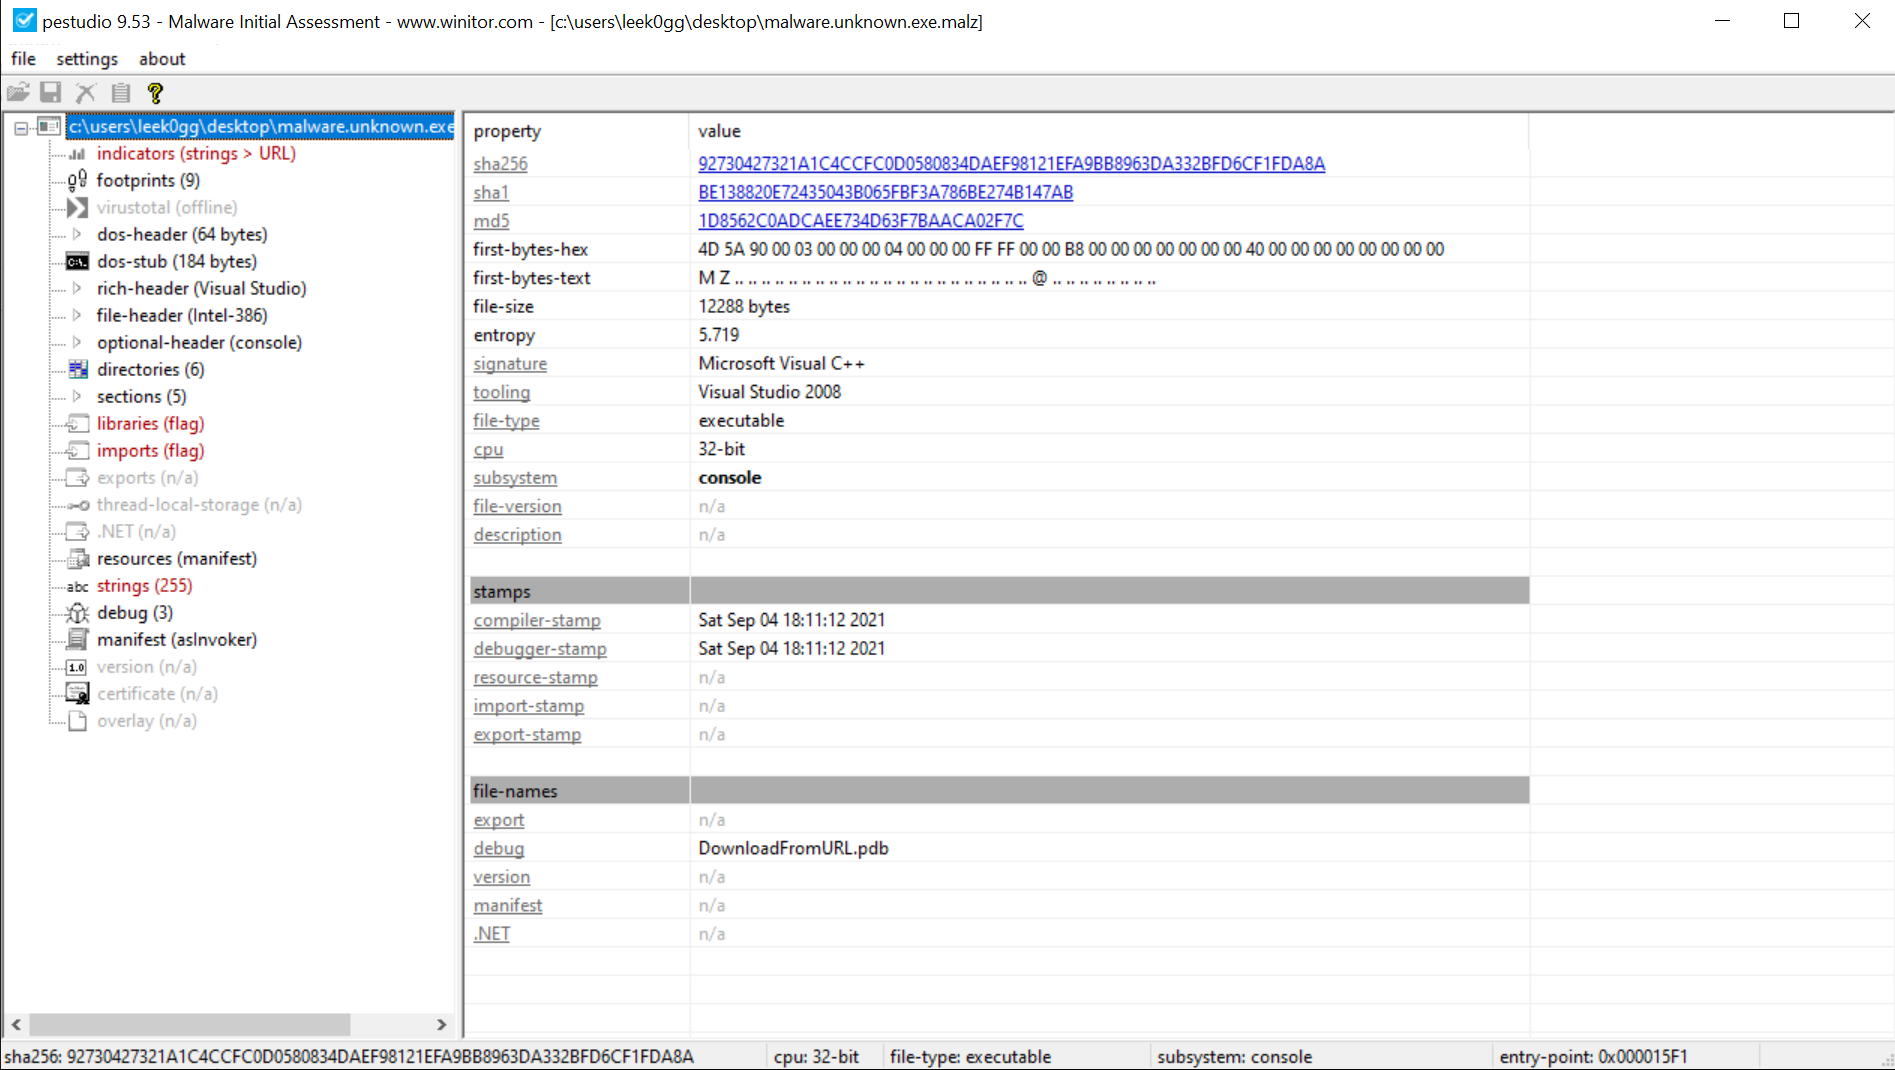 pestudio 9.53 - Malware Initial Assessment - www.winitor.com - [c:\users\leek0gg\desktop\malware.unknown.exe.malz]
file settings about
c:\users\leek0gg\desktop\malware.unknown.exe
indicators (strings > URL)
footprints (9)
virustotal (offline)
dos-header (64 bytes)
dos-stub (184 bytes)
rich-header (Visual Studio)
file-header (Intel-386)
optional-header (console)
directories (6)
sections (5)
libraries (flag)
imports (flag)
exports (n/a)
thread-local-storage (n/a)
.NET (n/a)
resources (manifest)
abc strings (255)
debug (3)
manifest (asInvoker)
1.0 version (n/a)
certificate (n/a)
overlay (n/a)
property value
sha256 92730427321A1C4CCFC0D0580834DAEF98121EFA9BB8963DA332BFD6CF1FDA8A
sha1 BE138820E72435043B065FBF3A786BE274B147AB
md5 1D8562C0ADCAEE734D63F7BAACA02F7C
first-bytes-hex 4D 5A 90 00 03 00 00 00 04 00 00 00 FF FF 00 00 B8 00 00 00 00 00 00 00 40 00 00 00 00 00 00 00
first-bytes-text M Z .. .. .. .. .. .. .. .. .. .. .. .. .. .. .. .. .. .. .. .. .. .. @ .. .. .. .. .. .. ..
file-size 12288 bytes
entropy 5.719
signature Microsoft Visual C++
tooling Visual Studio 2008
file-type executable
cpu 32-bit
subsystem console
file-version n/a
description n/a
stamps
compiler-stamp Sat Sep 04 18:11:12 2021
debugger-stamp Sat Sep 04 18:11:12 2021
resource-stamp n/a
import-stamp n/a
export-stamp n/a
file-names
export n/a
debug DownloadFromURL.pdb
version n/a
manifest n/a
.NET n/a
sha256: 92730427321A1C4CCFC0D0580834DAEF98121EFA9BB8963DA332BFD6CF1FDA8A cpu: 32-bit file-type: executable subsystem: console entry-point: 0x000015F1